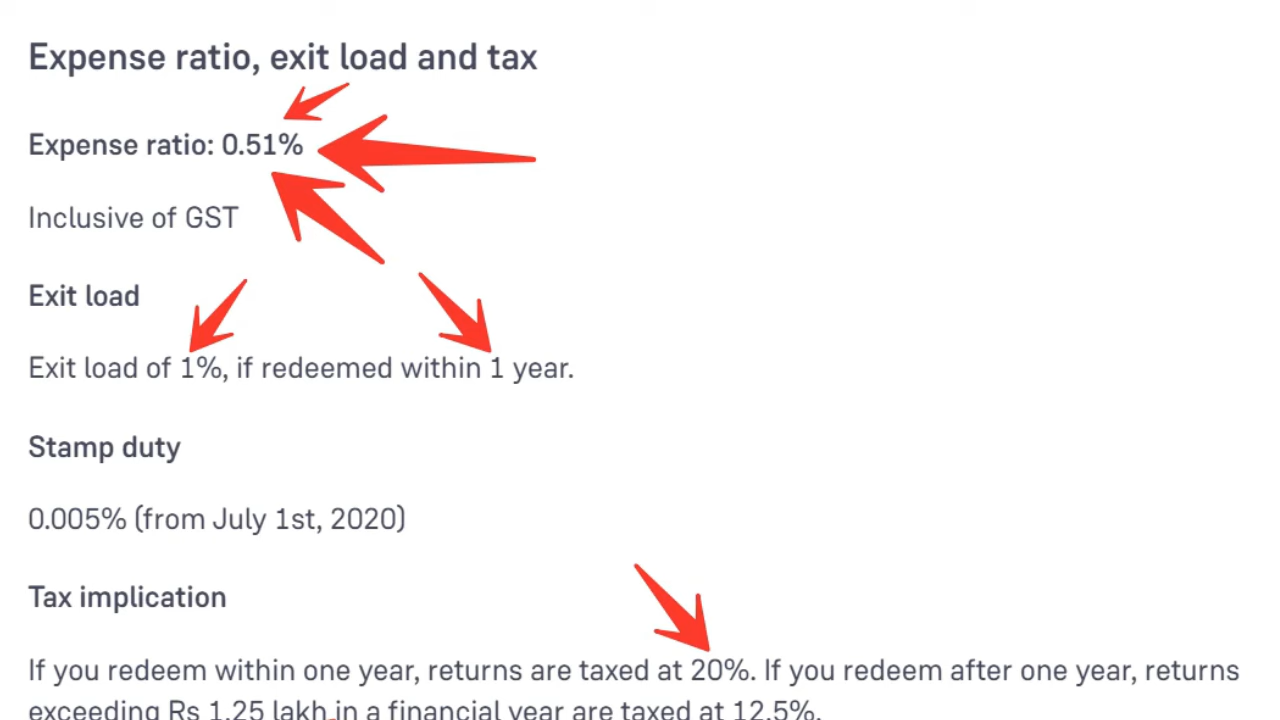 Expense ratio, exit load and tax
Expense ratio: 0.51%
Inclusive of GST
Exit load
Exit load of 1%, if redeemed within 1 year.
Stamp duty
0.005% (from July 1st, 2020)
Tax implication
If you redeem within one year, returns are taxed at 20%. If you redeem after one year, returns
exceeding Rs 1.25 lakh in a financial year are taxed at 12.5%.